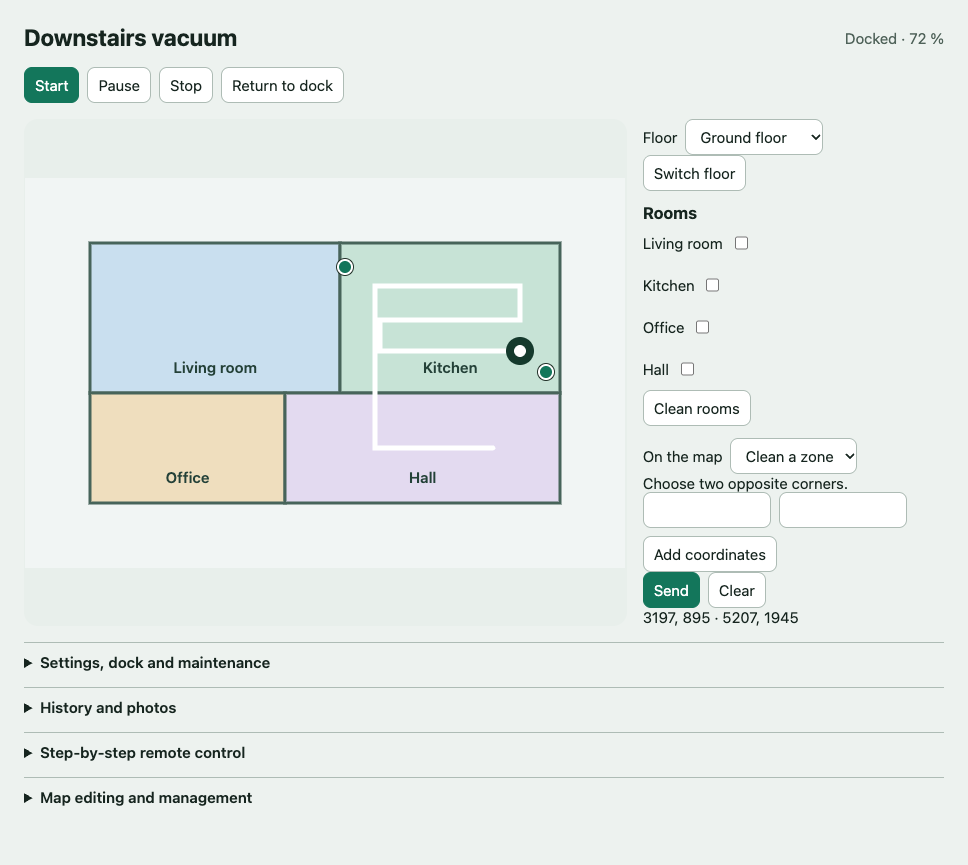 Downstairs vacuum
Docked · 72 %
Start Pause Stop Return to dock
Floor Ground floor
Switch floor
Rooms
Living room
Kitchen
Office
Hall
Clean rooms
On the map Clean a zone
Choose two opposite corners.
Add coordinates
Send Clear
3197, 895 · 5207, 1945
Living room
Kitchen
Office
Hall
Settings, dock and maintenance
History and photos
Step-by-step remote control
Map editing and management